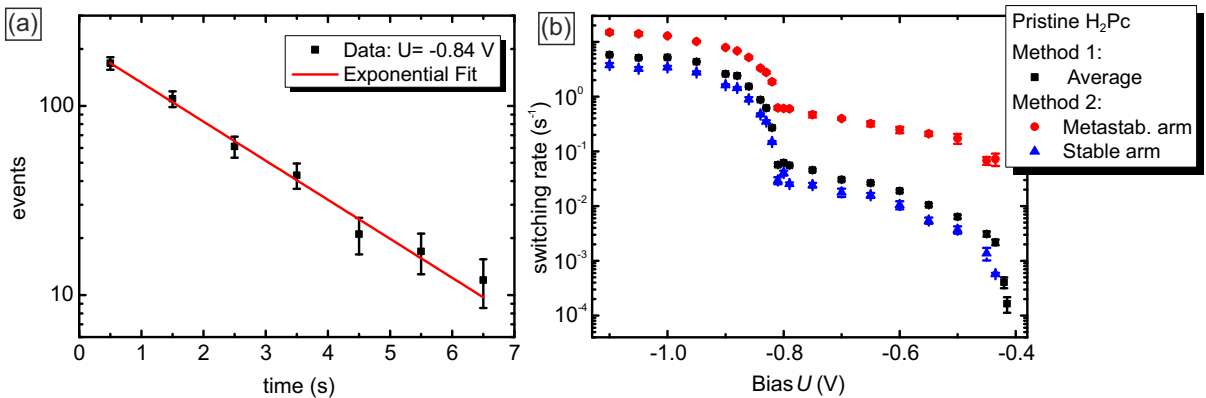 (a)
Data: U= -0.84 V
Exponential Fit
100
10
events
0 1 2 3 4 5 6 7
time (s)
(b)
Pristine H₂Pc
Method 1:
Average
Method 2:
Metastab. arm
Stable arm
10¹
10⁰
10⁻¹
10⁻²
10⁻³
10⁻⁴
switching rate (s⁻¹)
-1.0 -0.8 -0.6 -0.4
Bias U (V)